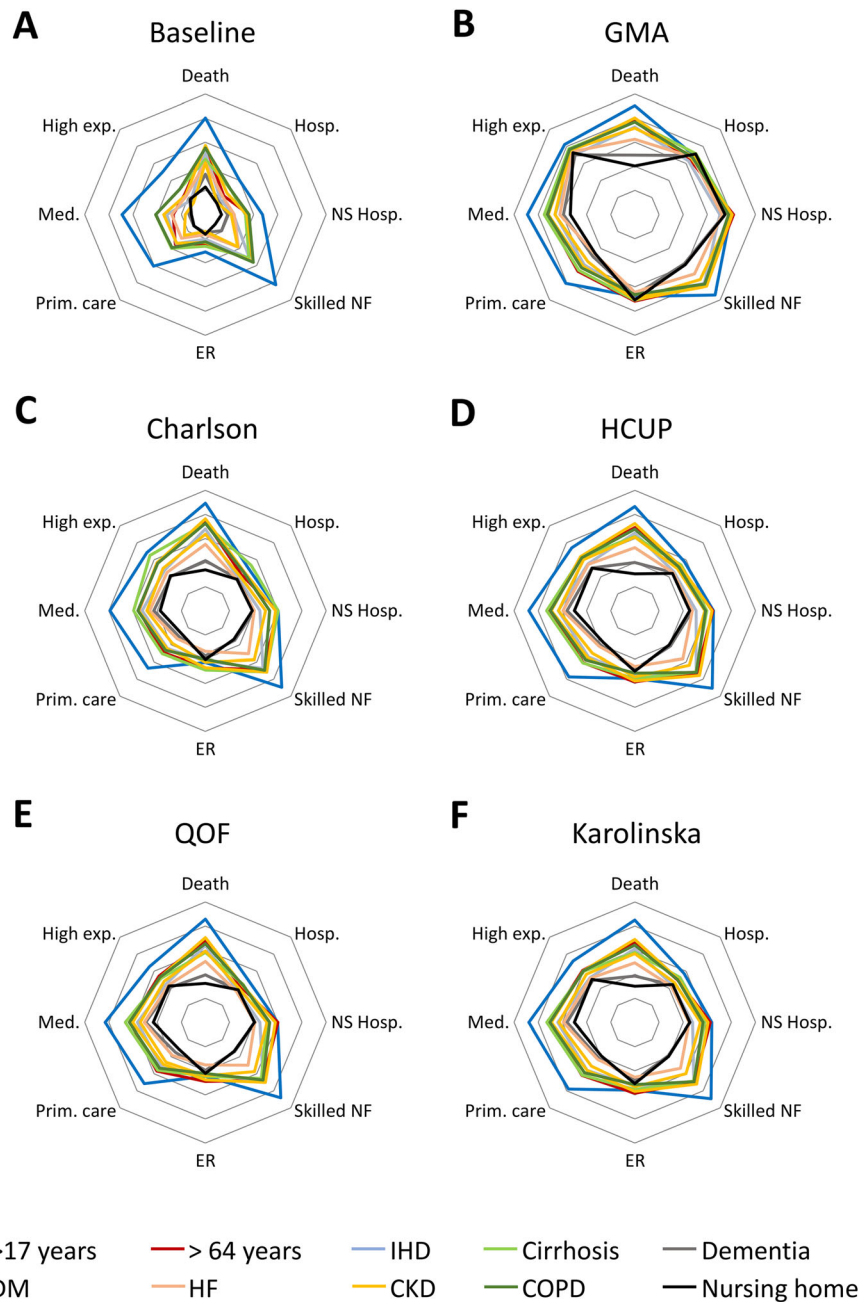 A
Baseline
Death
High exp.
Hosp.
Med.
NS Hosp.
Prim. care
Skilled NF
ER
B
GMA
Death
High exp.
Hosp.
Med.
NS Hosp.
Prim. care
Skilled NF
ER
C
Charlson
Death
High exp.
Hosp.
Med.
NS Hosp.
Prim. care
Skilled NF
ER
D
HCUP
Death
High exp.
Hosp.
Med.
NS Hosp.
Prim. care
Skilled NF
ER
E
QOF
Death
High exp.
Hosp.
Med.
NS Hosp.
Prim. care
Skilled NF
ER
F
Karolinska
Death
High exp.
Hosp.
Med.
NS Hosp.
Prim. care
Skilled NF
ER
17 years > 64 years IHD Cirrhosis Dementia
HF CKD COPD Nursing home